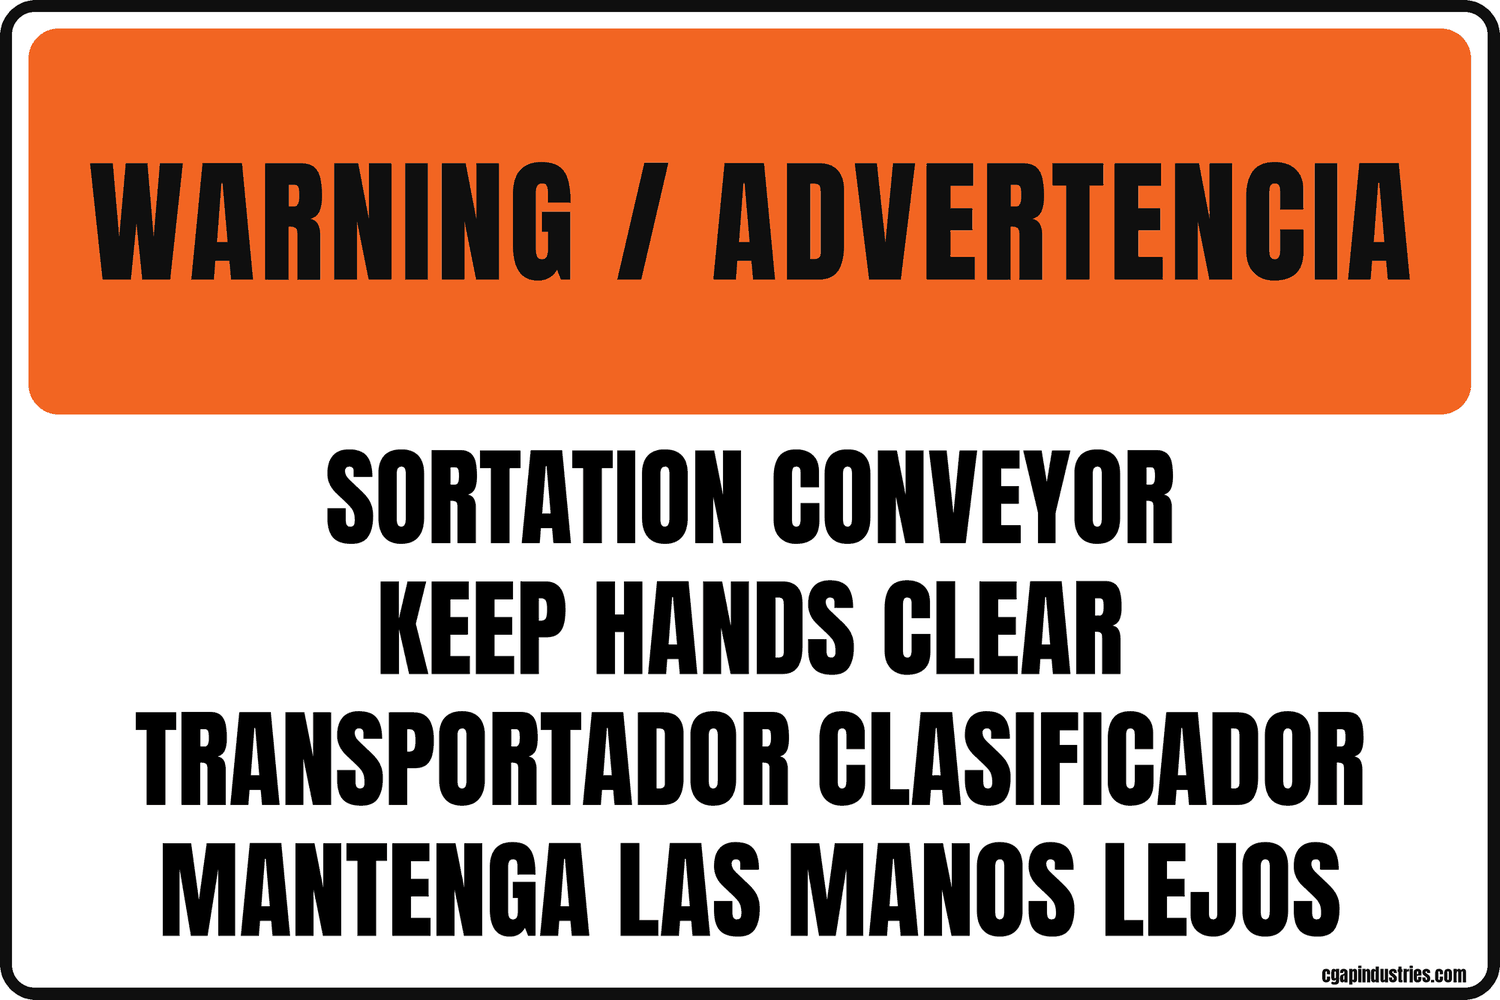 WARNING / ADVERTENCIA
SORTATION CONVEYOR
KEEP HANDS CLEAR
TRANSPORTADOR CLASIFICADOR
MANTENGA LAS MANOS LEJOS
cgapindustries.com